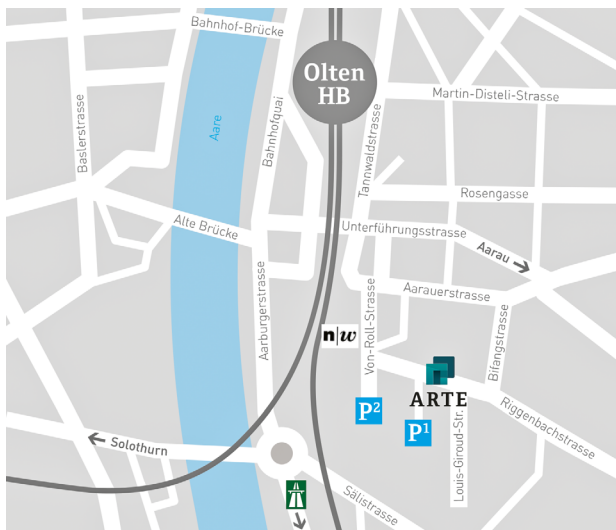 Bahnhof-Brücke
Olten
HB
Martin-Disteli-Strasse
Baslerstrasse
Aare
Bahnhofquai
Tannwaldstrasse
Rosengasse
Alte Brücke
Unterführungsstrasse
Aarau
Aarburgerstrasse
Aarauerstrasse
Von-Roll-Strasse
Bifangstrasse
n|w
ARTE
P²
P¹
Riggenbachstrasse
Louis-Giroud-Str.
Solothurn
Sälistrasse